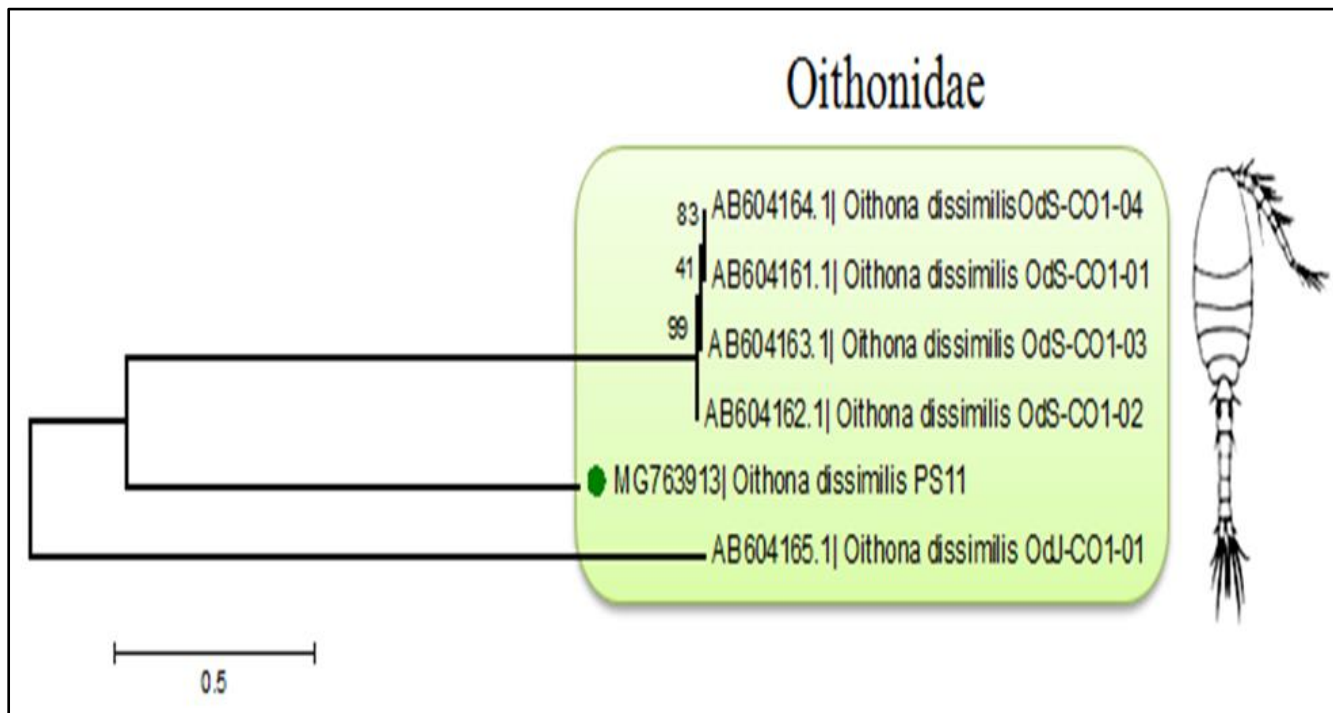 Oithonidae
83
AB604164.1| Oithona dissimilisOdS-CO1-04
41
AB604161.1| Oithona dissimilis OdS-CO1-01
99
AB604163.1| Oithona dissimilis OdS-CO1-03
AB604162.1| Oithona dissimilis OdS-CO1-02
MG763913| Oithona dissimilis PS11
AB604165.1| Oithona dissimilis OdJ-CO1-01
0.5